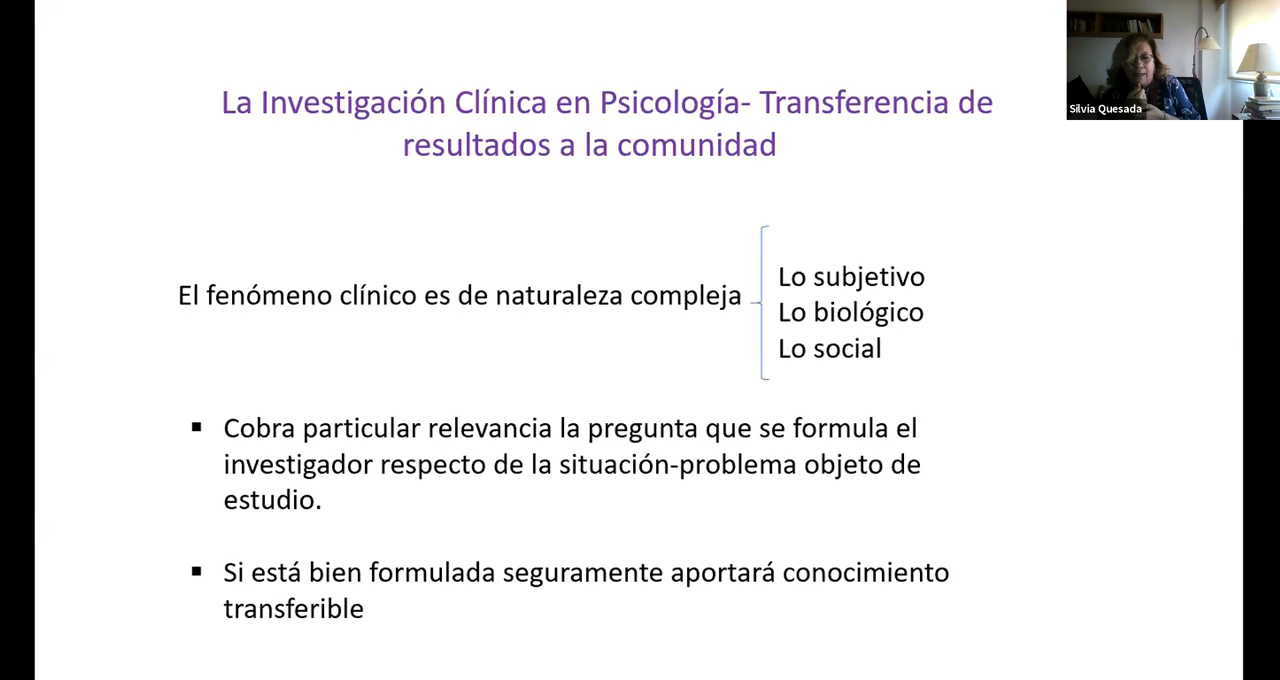 La Investigación Clínica en Psicología- Transferencia de
resultados a la comunidad
Silvia Quesada
El fenómeno clínico es de naturaleza compleja
Lo subjetivo
Lo biológico
Lo social
▪ Cobra particular relevancia la pregunta que se formula el
investigador respecto de la situación-problema objeto de
estudio.
▪ Si está bien formulada seguramente aportará conocimiento
transferible